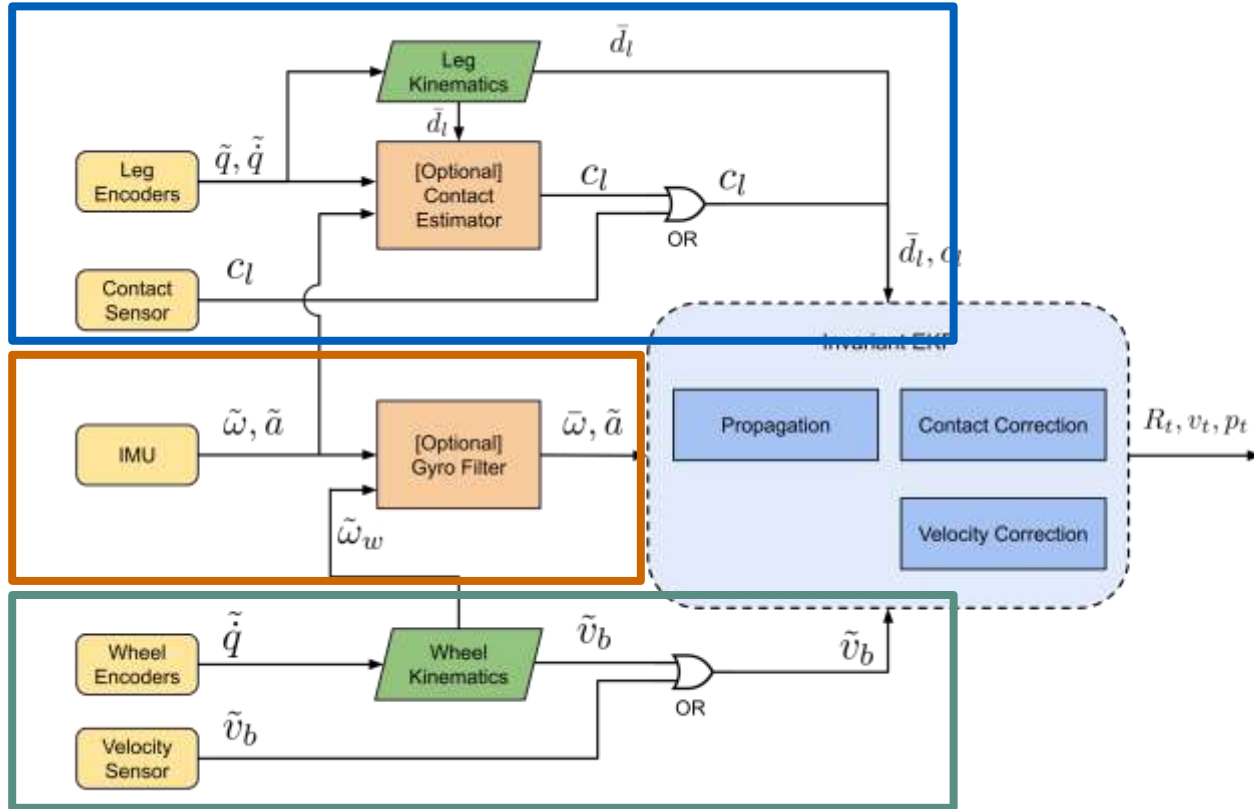 d̄_l
Leg
Kinematics
d̄_l
q̃, q̇̃
Leg
Encoders
[Optional]
Contact
Estimator
c_l
c_l
OR
d̄_l, c_l
c_l
Contact
Sensor
Invariant EKF
ω̃, ã
IMU
[Optional]
Gyro Filter
ω̄, ã
Propagation
Contact Correction
R_t, v_t, p_t
Velocity Correction
ω̃_w
q̇̃
Wheel
Encoders
Wheel
Kinematics
ṽ_b
OR
ṽ_b
ṽ_b
Velocity
Sensor